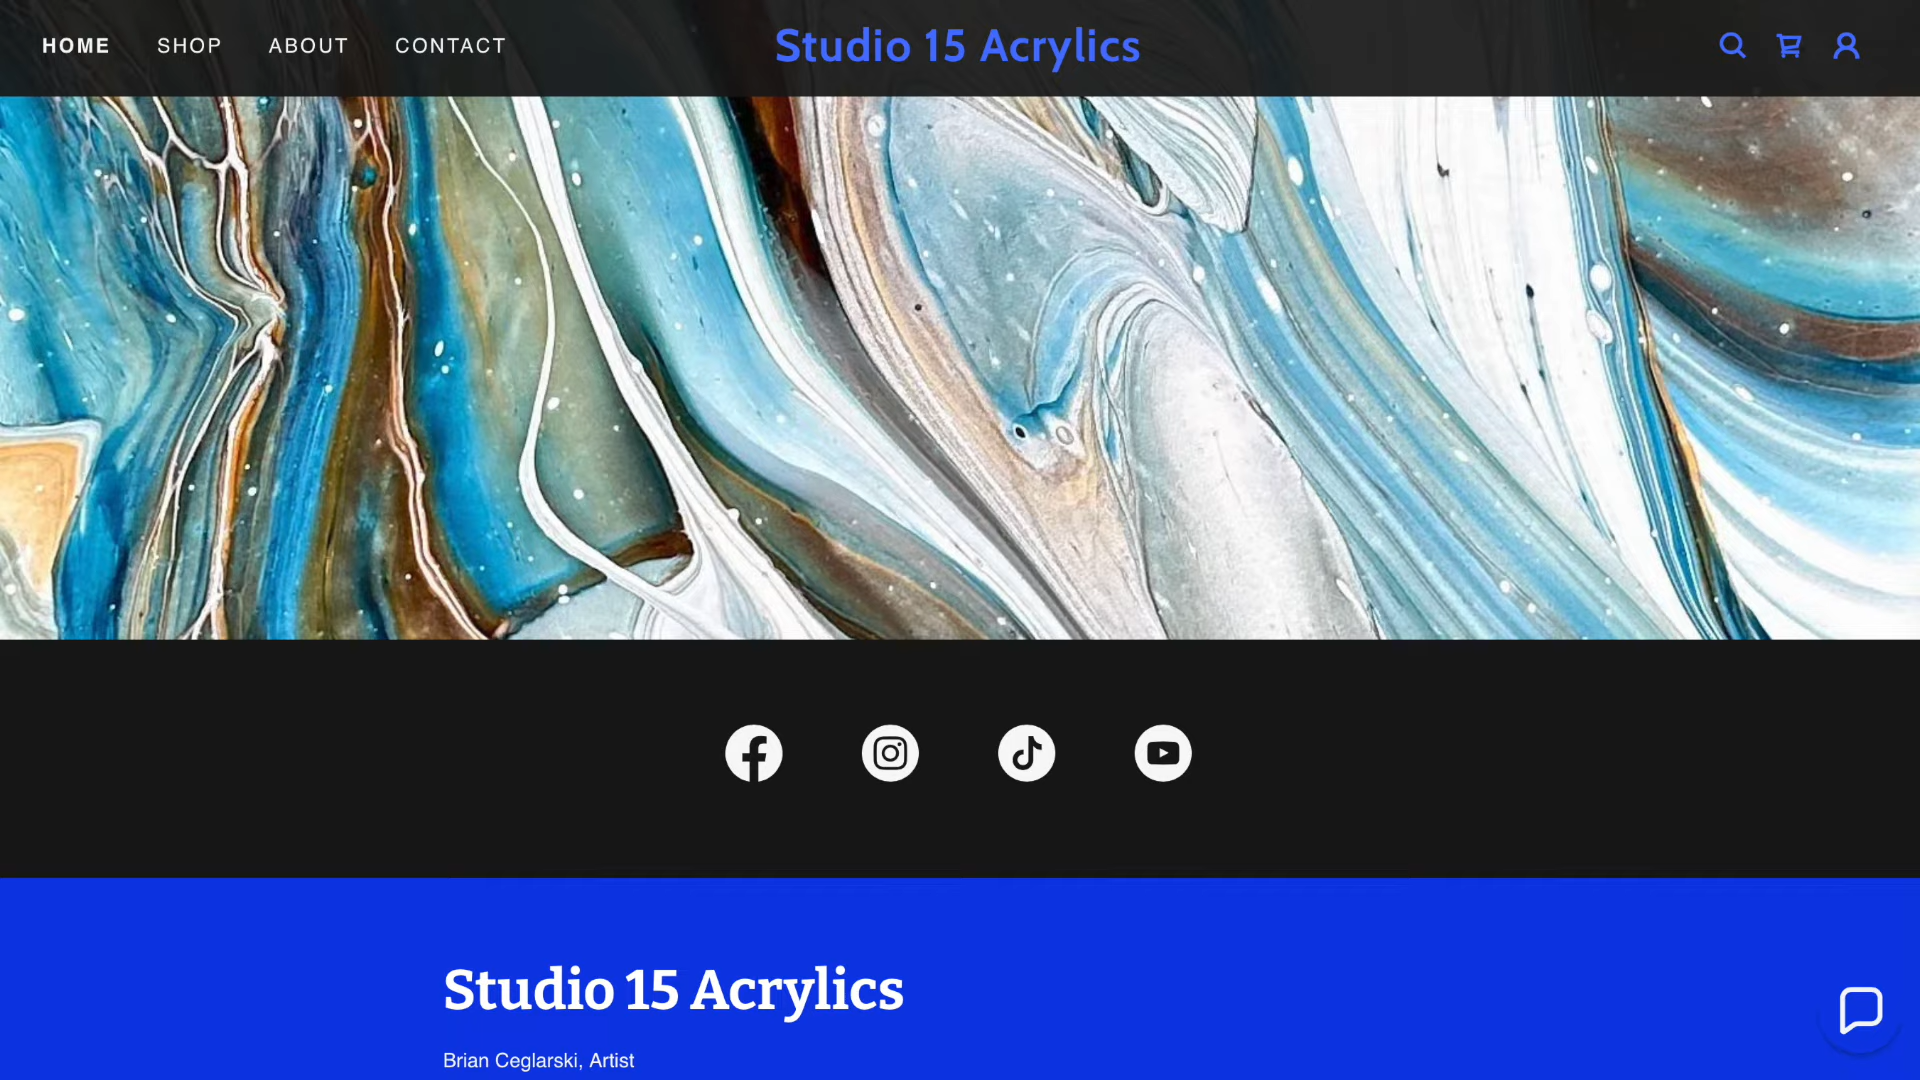 HOME SHOP ABOUT CONTACT Studio 15 Acrylics
Studio 15 Acrylics
Brian Ceglarski, Artist